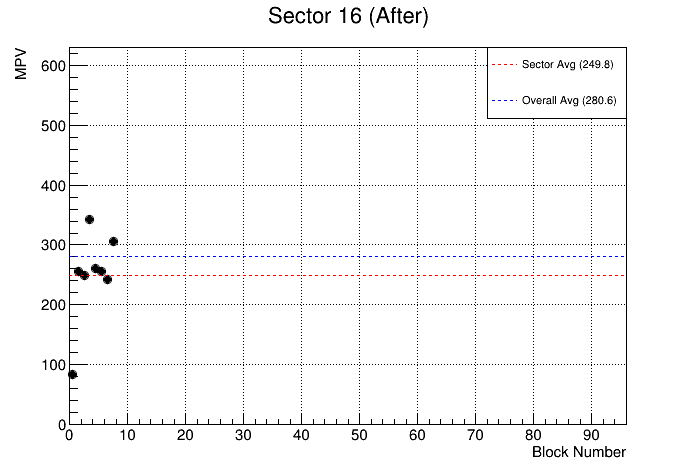 Sector 16 (After)
MPV
Sector Avg (249.8)
Overall Avg (280.6)
600
500
400
300
200
100
0
0 10 20 30 40 50 60 70 80 90
Block Number